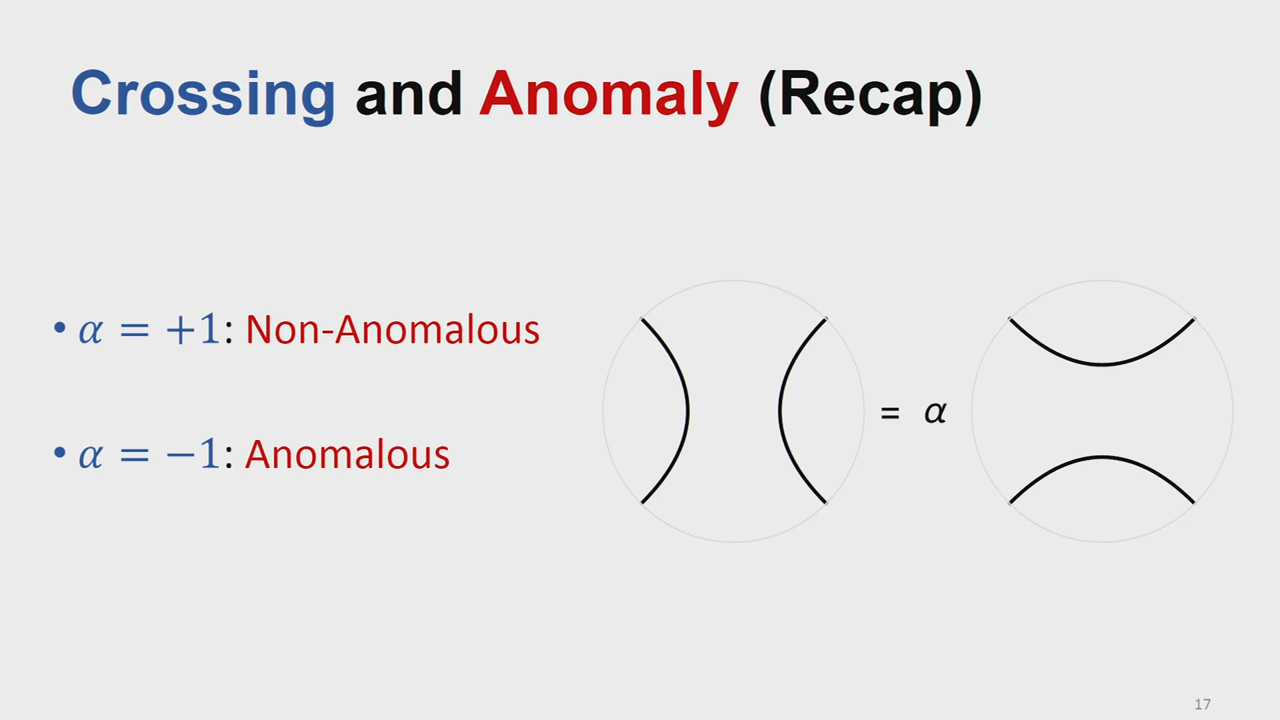 Crossing and Anomaly (Recap)
• 𝛼 = +1: Non-Anomalous
• 𝛼 = −1: Anomalous
= α
17